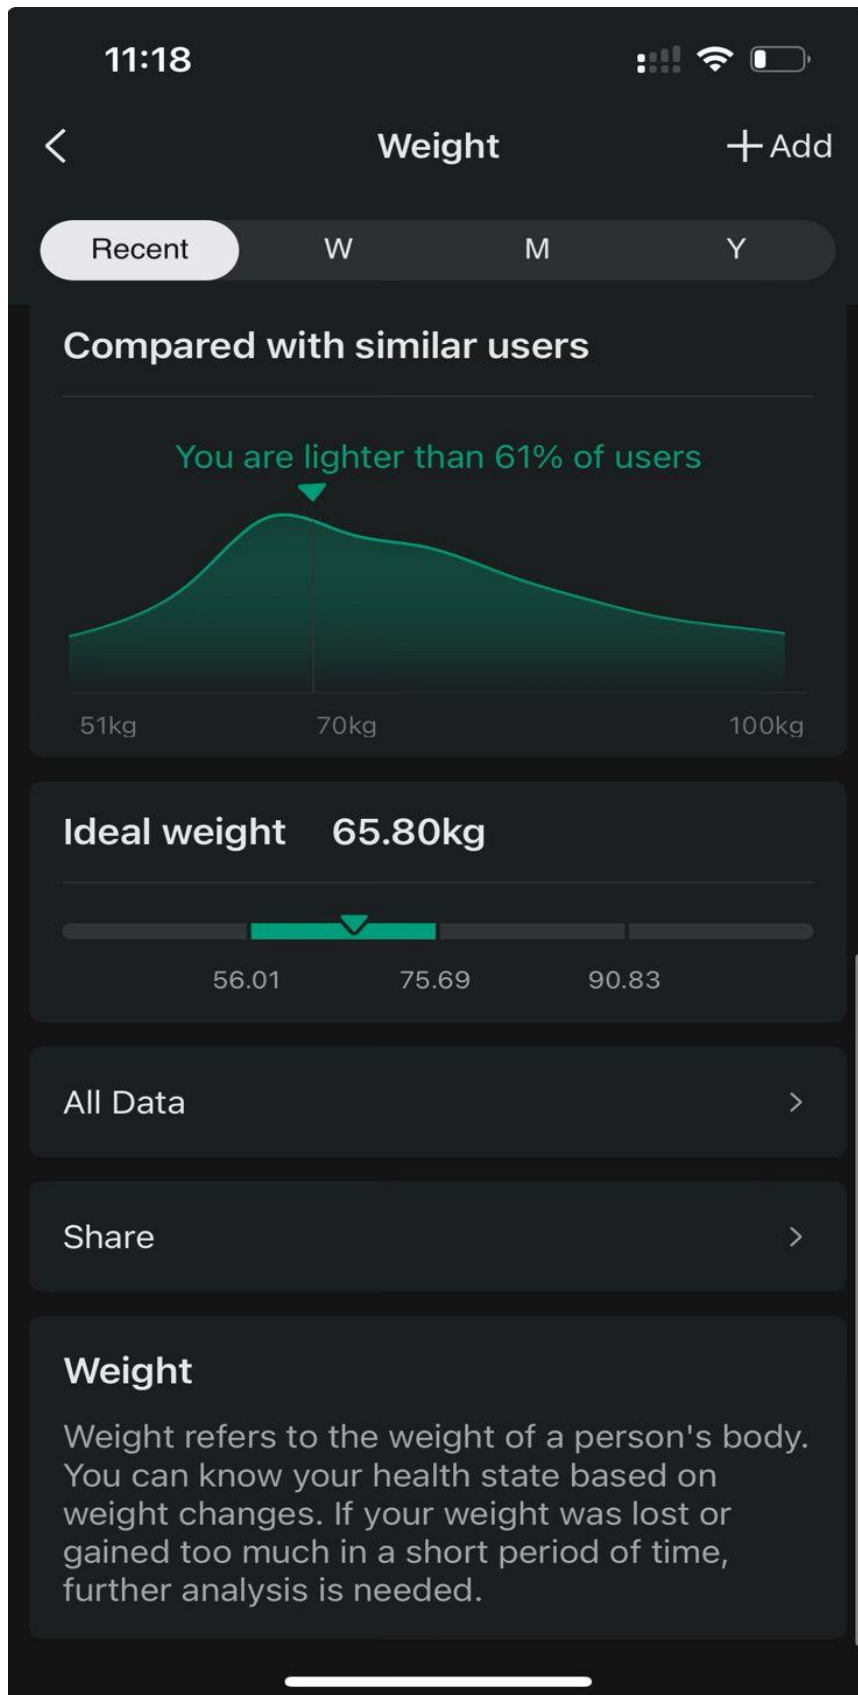 11:18
Weight
Add
Recent W M Y
Compared with similar users
You are lighter than 61% of users
51kg 70kg 100kg
Ideal weight 65.80kg
56.01 75.69 90.83
All Data
Share
Weight
Weight refers to the weight of a person's body.
You can know your health state based on
weight changes. If your weight was lost or
gained too much in a short period of time,
further analysis is needed.